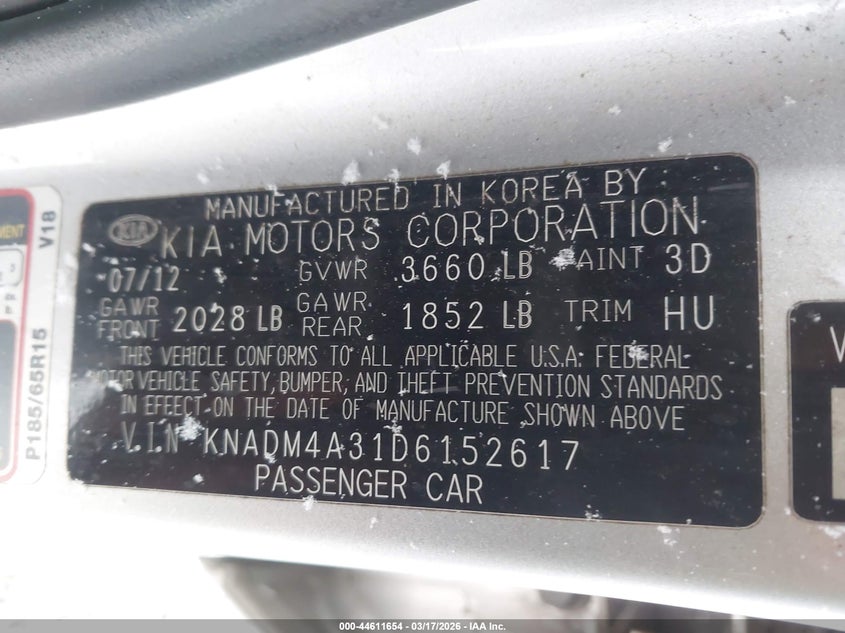 MANUFACTURED IN KOREA BY
KIA KIA MOTORS CORPORATION
07/12 GVWR 3660 LB PAINT 3D
GAWR FRONT 2028 LB GAWR REAR 1852 LB TRIM HU
THIS VEHICLE CONFORMS TO ALL APPLICABLE U.S.A. FEDERAL
MOTOR VEHICLE SAFETY, BUMPER, AND THEFT PREVENTION STANDARDS
IN EFFECT ON THE DATE OF MANUFACTURE SHOWN ABOVE
V.I.N KNADM4A31D6152617
PASSENGER CAR
V18
P185/65R15
000-44611654 - 03/17/2026 - IAA Inc.